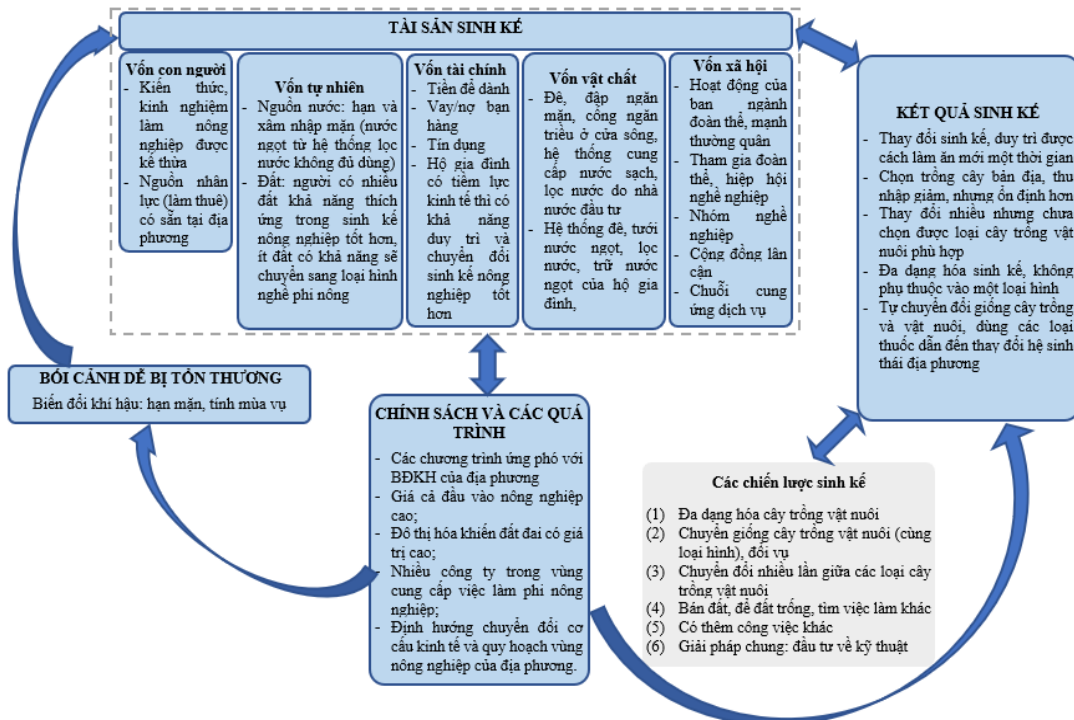 TÀI SẢN SINH KẾ
Vốn con người
- Kiến thức,
kinh nghiệm
làm nông
nghiệp được
kế thừa
- Nguồn nhân
lực (làm thuê)
có sẵn tại địa
phương
Vốn tự nhiên
- Nguồn nước: hạn và
xâm nhập mặn (nước
ngọt từ hệ thống lọc
nước không đủ dùng)
- Đất: người có nhiều
đất khả năng thích
ứng trong sinh kế
nông nghiệp tốt hơn,
ít đất có khả năng sẽ
chuyển sang loại hình
nghề phi nông
Vốn tài chính
- Tiền để dành
- Vay/nợ bạn
hàng
- Tín dụng
- Hộ gia đình
có tiềm lực
kinh tế thì có
khả năng
duy trì và
chuyển đổi
sinh kế nông
nghiệp tốt
hơn
Vốn vật chất
- Đê, đập ngăn
mặn, cống ngăn
triều ở cửa sông,
hệ thống cung
cấp nước sạch,
lọc nước do nhà
nước đầu tư
- Hệ thống đê, tưới
nước ngọt, lọc
nước, trữ nước
ngọt của hộ gia
đình,
Vốn xã hội
- Hoạt động của
ban ngành
đoàn thể, mạnh
thường quân
- Tham gia đoàn
thể, hiệp hội
nghề nghiệp
- Nhóm nghề
nghiệp
- Cộng đồng lân
cận
- Chuỗi cung
ứng dịch vụ
KẾT QUẢ SINH KẾ
- Thay đổi sinh kế, duy trì được
cách làm ăn mới một thời gian
- Chọn trồng cây bản địa, thu
nhập giảm, nhưng ổn định hơn
- Thay đổi nhiều nhưng chưa
chọn được loại cây trồng vật
nuôi phù hợp
- Đa dạng hóa sinh kế, không
phụ thuộc vào một loại hình
- Tự chuyển đổi giống cây trồng
và vật nuôi, dùng các loại
thuốc dẫn đến thay đổi hệ sinh
thái địa phương
BỐI CẢNH DỄ BỊ TỔN THƯƠNG
Biến đổi khí hậu: hạn mặn, tính mùa vụ
CHÍNH SÁCH VÀ CÁC QUÁ
TRÌNH
- Các chương trình ứng phó với
BĐKH của địa phương
- Giá cả đầu vào nông nghiệp
cao;
- Đô thị hóa khiến đất đai có giá
trị cao;
- Nhiều công ty trong vùng
cung cấp việc làm phi nông
nghiệp;
- Định hướng chuyển đổi cơ
cấu kinh tế và quy hoạch vùng
nông nghiệp của địa phương.
Các chiến lược sinh kế
(1) Đa dạng hóa cây trồng vật nuôi
(2) Chuyển giống cây trồng vật nuôi (cùng
loại hình), đổi vụ
(3) Chuyển đổi nhiều lần giữa các loại cây
trồng vật nuôi
(4) Bán đất, để đất trống, tìm việc làm khác
(5) Có thêm công việc khác
(6) Giải pháp chung: đầu tư về kỹ thuật